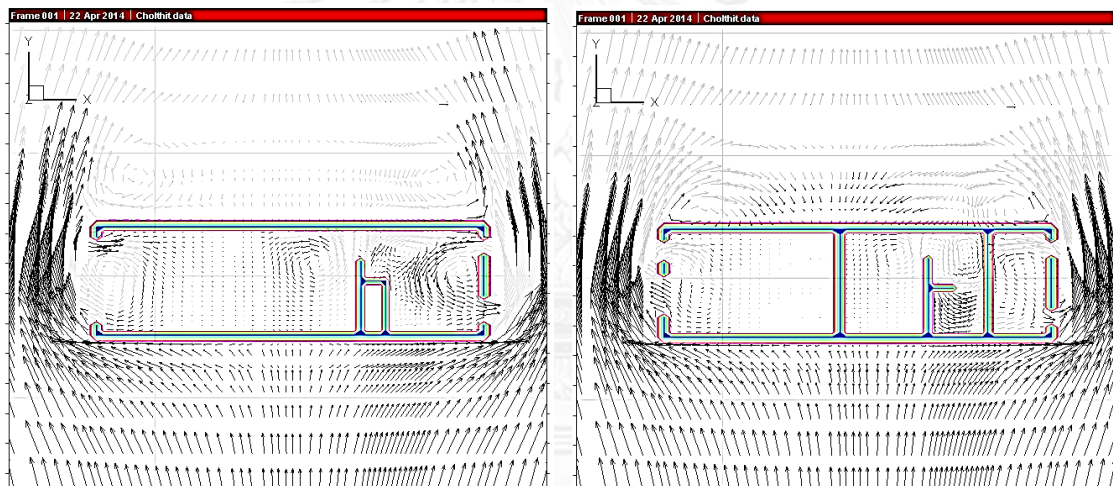 Frame 001 | 22 Apr 2014 | Cholthit data
Y
Z X
Frame 001 | 22 Apr 2014 | Cholthit data
Y
Z X